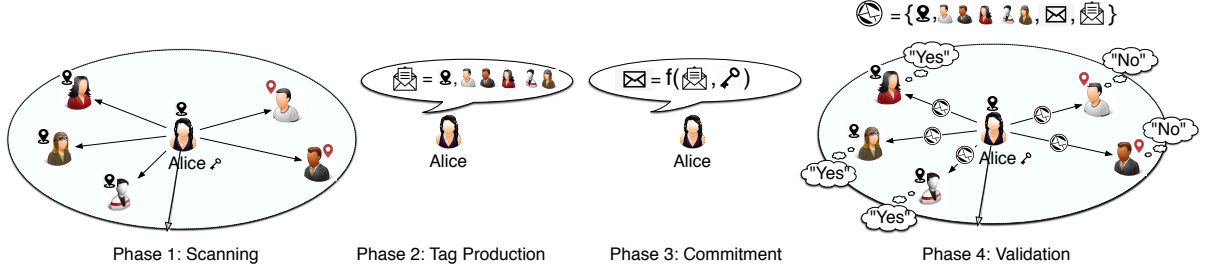 Alice
Phase 1: Scanning
= , 
Alice
Phase 2: Tag Production
= f( , )
Alice
Phase 3: Commitment
= { , , , }
"Yes"
"No"
"No"
Alice
"Yes"
"Yes"
Phase 4: Validation